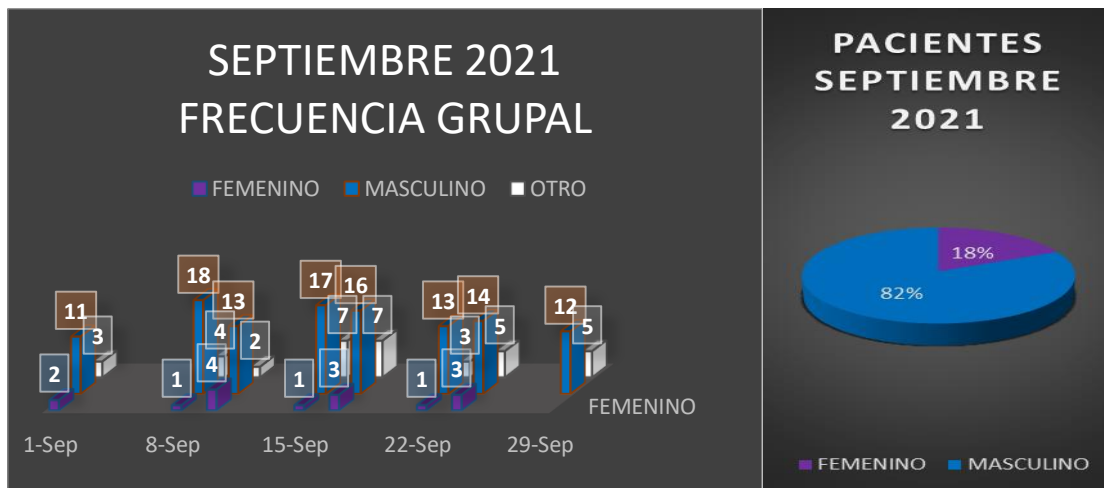 SEPTIEMBRE 2021
FRECUENCIA GRUPAL
FEMENINO MASCULINO OTRO
18 17 16
11 13 13 14 12
3 4 2 7 7 3 5 5
2 1 4 1 3 1 3
FEMENINO
1-Sep 8-Sep 15-Sep 22-Sep 29-Sep
PACIENTES
SEPTIEMBRE
2021
18%
82%
FEMENINO MASCULINO